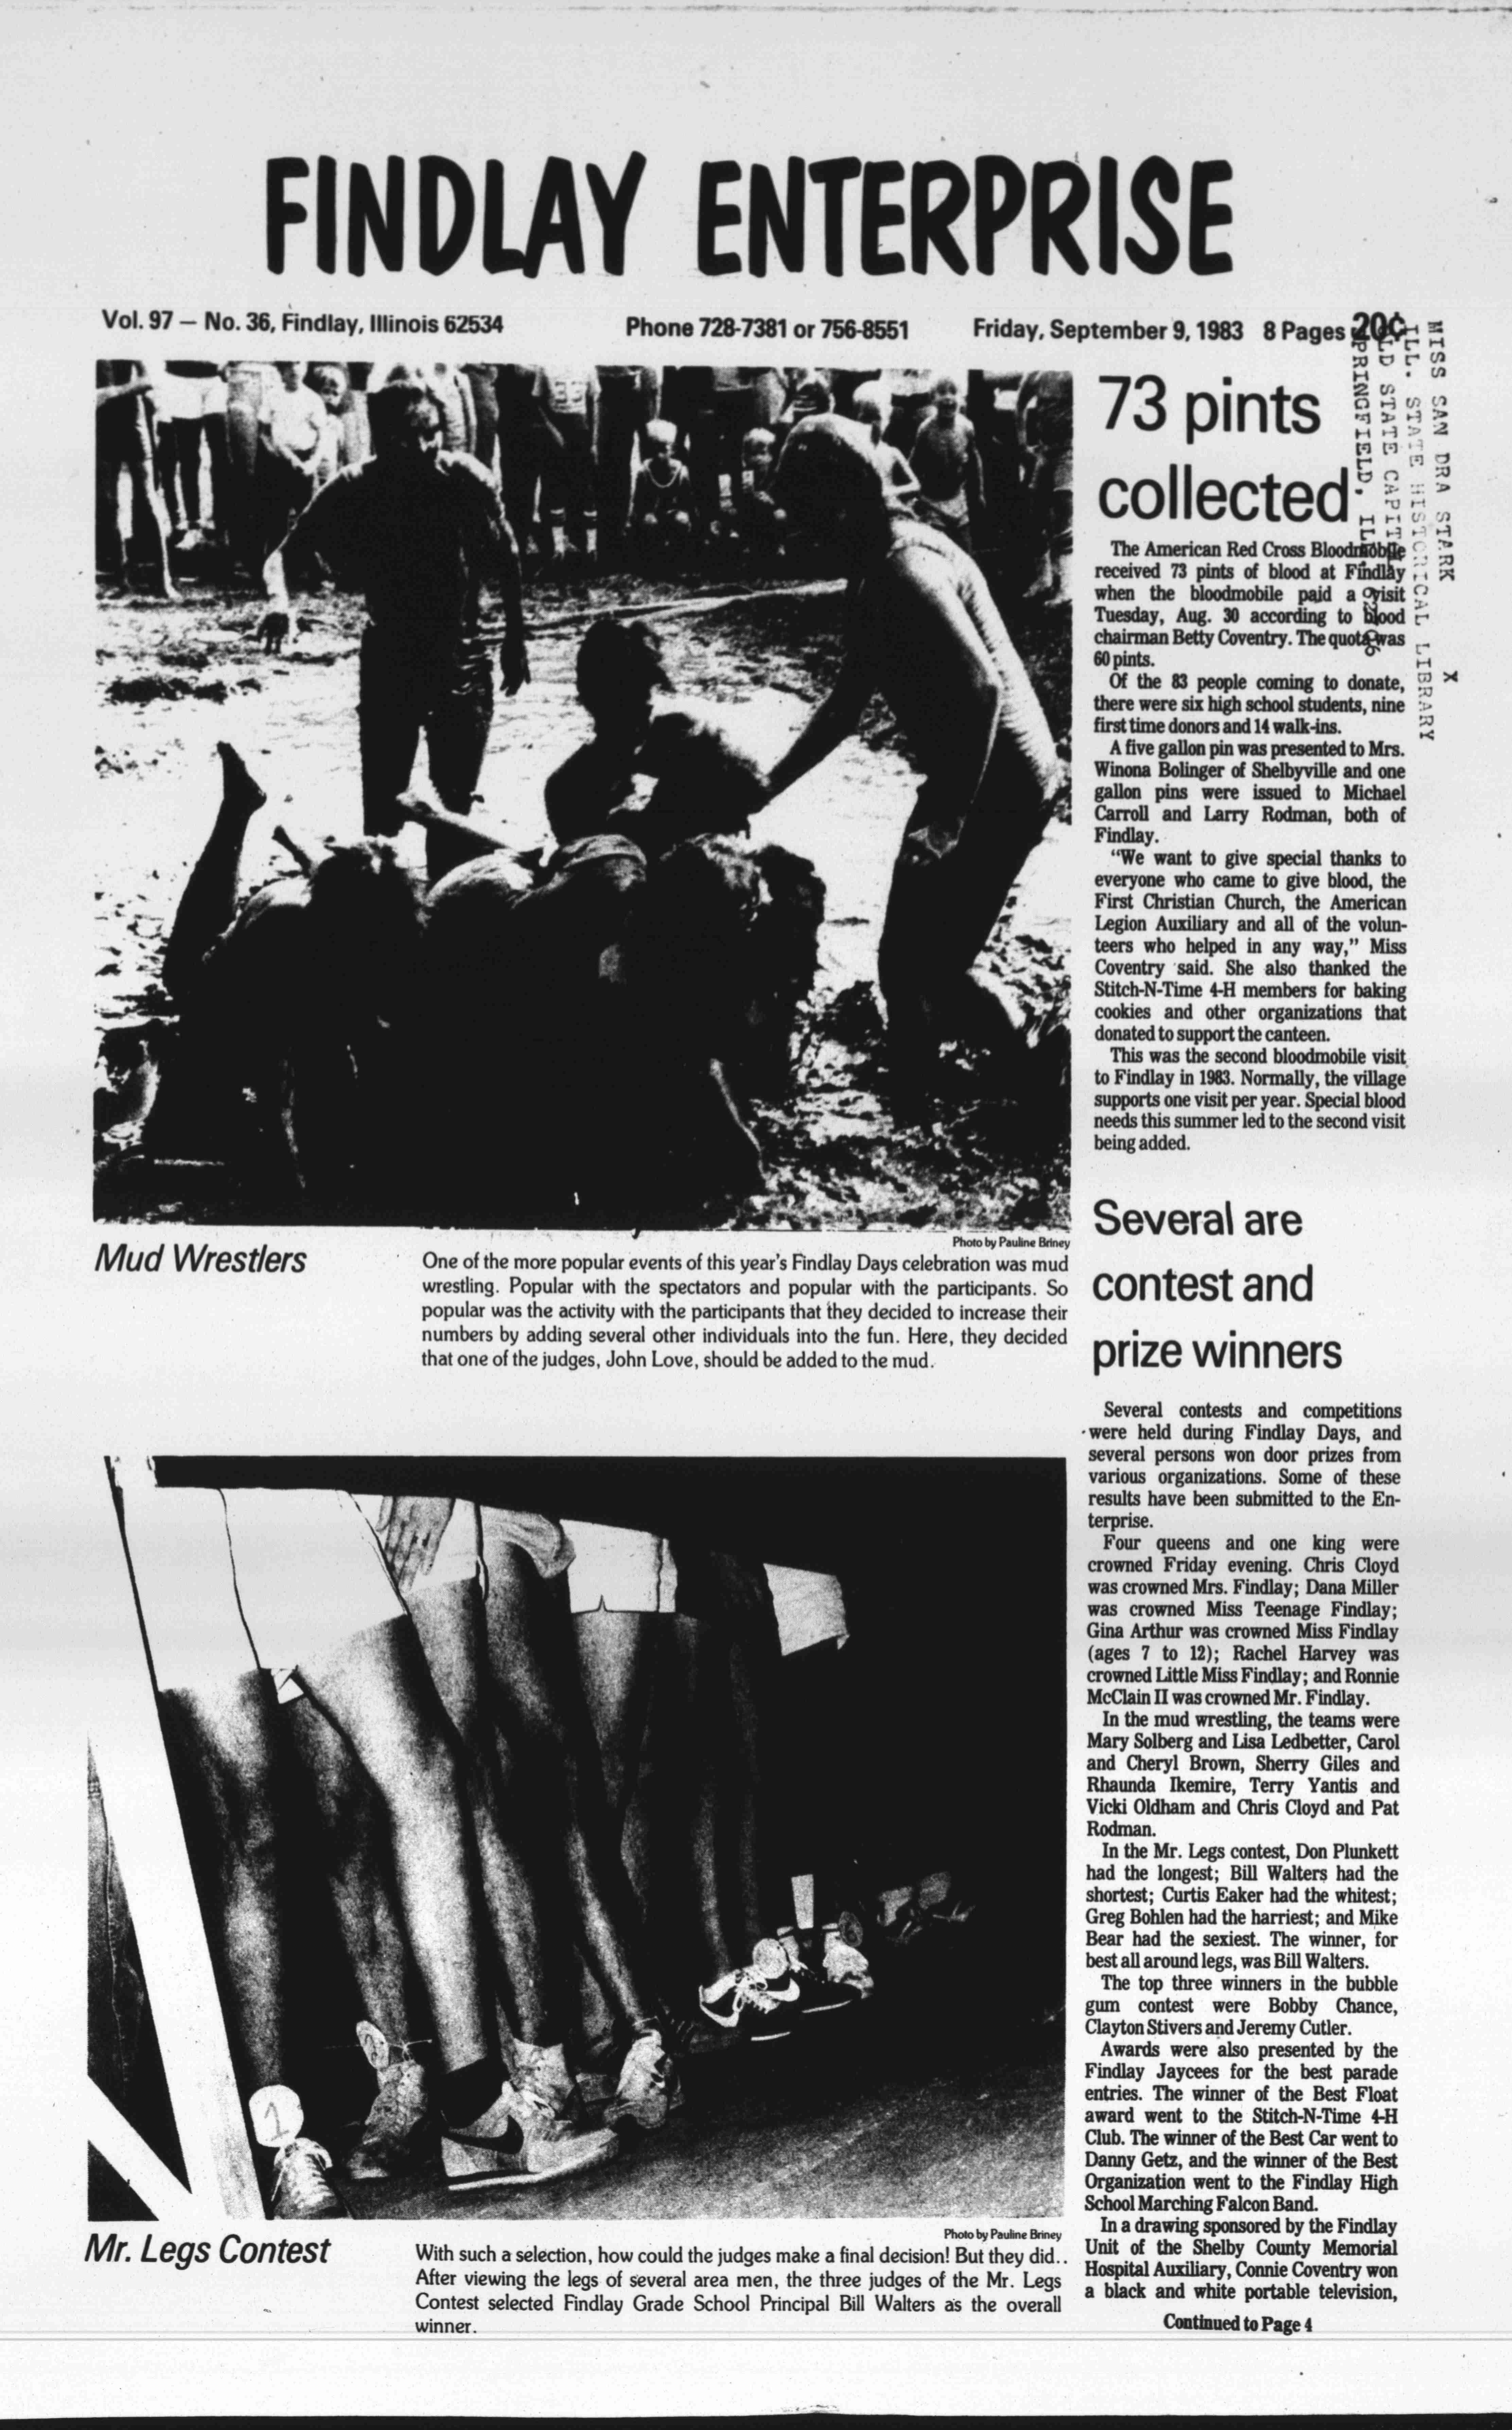 FINDLAY ENTERPRISE
Vol. 97 — No. 36, Findlay, Illinois 62534
Phone 728-7381 or 756-8551
Friday, September 9, 1983 8 Pages 20¢
MISS SAN DRA STARK X
ILL. STATE HISTORICAL LIBRARY
STATE CAPIT
PRINGFIELD, IL
Photo by Pauline Briney
Mud Wrestlers
One of the more popular events of this year's Findlay Days celebration was mud
wrestling. Popular with the spectators and popular with the participants. So
popular was the activity with the participants that they decided to increase their
numbers by adding several other individuals into the fun. Here, they decided
that one of the judges, John Love, should be added to the mud.
1
Photo by Pauline Briney
Mr. Legs Contest
With such a selection, how could the judges make a final decision! But they did..
After viewing the legs of several area men, the three judges of the Mr. Legs
Contest selected Findlay Grade School Principal Bill Walters as the overall
winner.
73 pints
collected
The American Red Cross Bloodmobile
received 73 pints of blood at Findlay
when the bloodmobile paid a visit
Tuesday, Aug. 30 according to blood
chairman Betty Coventry. The quota was
60 pints.
Of the 83 people coming to donate,
there were six high school students, nine
first time donors and 14 walk-ins.
A five gallon pin was presented to Mrs.
Winona Bolinger of Shelbyville and one
gallon pins were issued to Michael
Carroll and Larry Rodman, both of
Findlay.
"We want to give special thanks to
everyone who came to give blood, the
First Christian Church, the American
Legion Auxiliary and all of the volun-
teers who helped in any way," Miss
Coventry said. She also thanked the
Stitch-N-Time 4-H members for baking
cookies and other organizations that
donated to support the canteen.
This was the second bloodmobile visit
to Findlay in 1983. Normally, the village
supports one visit per year. Special blood
needs this summer led to the second visit
being added.
Several are
contest and
prize winners
Several contests and competitions
were held during Findlay Days, and
several persons won door prizes from
various organizations. Some of these
results have been submitted to the En-
terprise.
Four queens and one king were
crowned Friday evening. Chris Cloyd
was crowned Mrs. Findlay; Dana Miller
was crowned Miss Teenage Findlay;
Gina Arthur was crowned Miss Findlay
(ages 7 to 12); Rachel Harvey was
crowned Little Miss Findlay; and Ronnie
McClain II was crowned Mr. Findlay.
In the mud wrestling, the teams were
Mary Solberg and Lisa Ledbetter, Carol
and Cheryl Brown, Sherry Giles and
Rhaunda Ikemire, Terry Yantis and
Vicki Oldham and Chris Cloyd and Pat
Rodman.
In the Mr. Legs contest, Don Plunkett
had the longest; Bill Walters had the
shortest; Curtis Eaker had the whitest;
Greg Bohlen had the harriest; and Mike
Bear had the sexiest. The winner, for
best all around legs, was Bill Walters.
The top three winners in the bubble
gum contest were Bobby Chance,
Clayton Stivers and Jeremy Cutler.
Awards were also presented by the
Findlay Jaycees for the best parade
entries. The winner of the Best Float
award went to the Stitch-N-Time 4-H
Club. The winner of the Best Car went to
Danny Getz, and the winner of the Best
Organization went to the Findlay High
School Marching Falcon Band.
In a drawing sponsored by the Findlay
Unit of the Shelby County Memorial
Hospital Auxiliary, Connie Coventry won
a black and white portable television,
Continued to Page 4